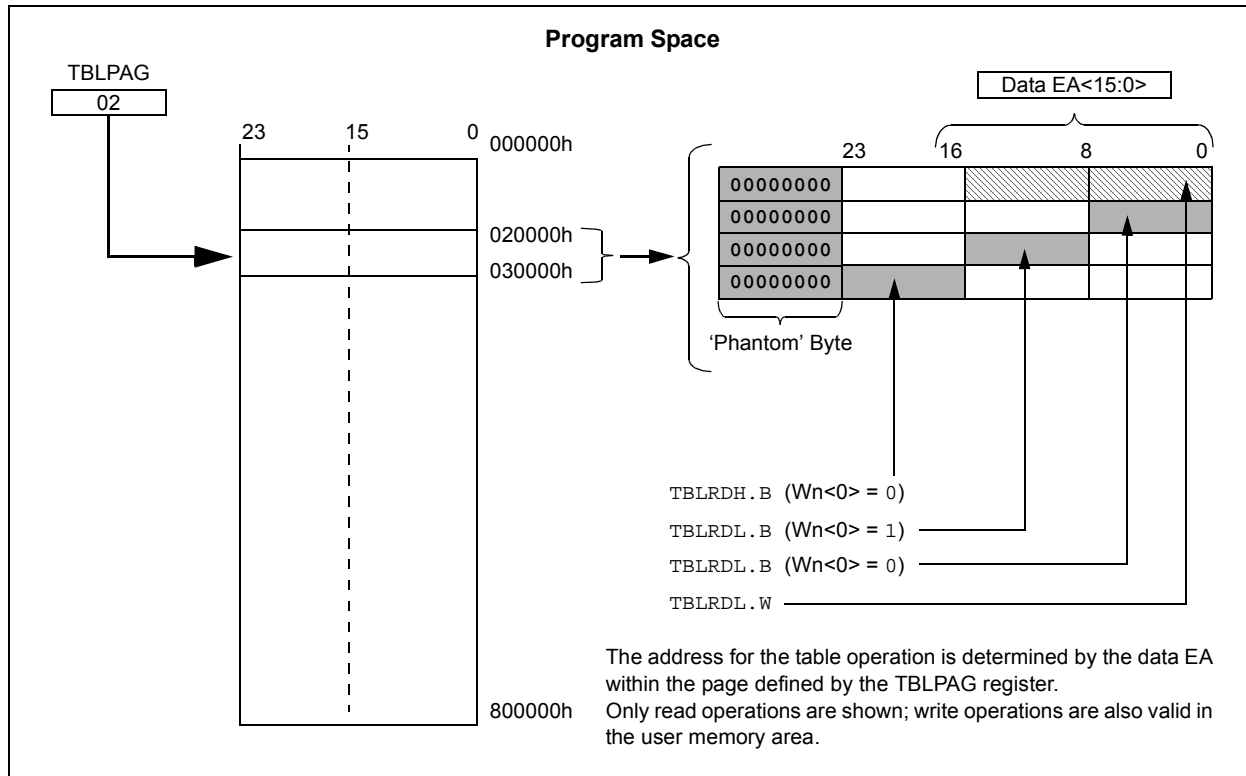 Program Space
TBLPAG
02
Data EA<15:0>
23 15 0
000000h
020000h
030000h
800000h
23 16 8 0
00000000
00000000
00000000
00000000
‘Phantom’ Byte
TBLRDH.B (Wn<0> = 0)
TBLRDL.B (Wn<0> = 1)
TBLRDL.B (Wn<0> = 0)
TBLRDL.W
The address for the table operation is determined by the data EA
within the page defined by the TBLPAG register.
Only read operations are shown; write operations are also valid in
the user memory area.